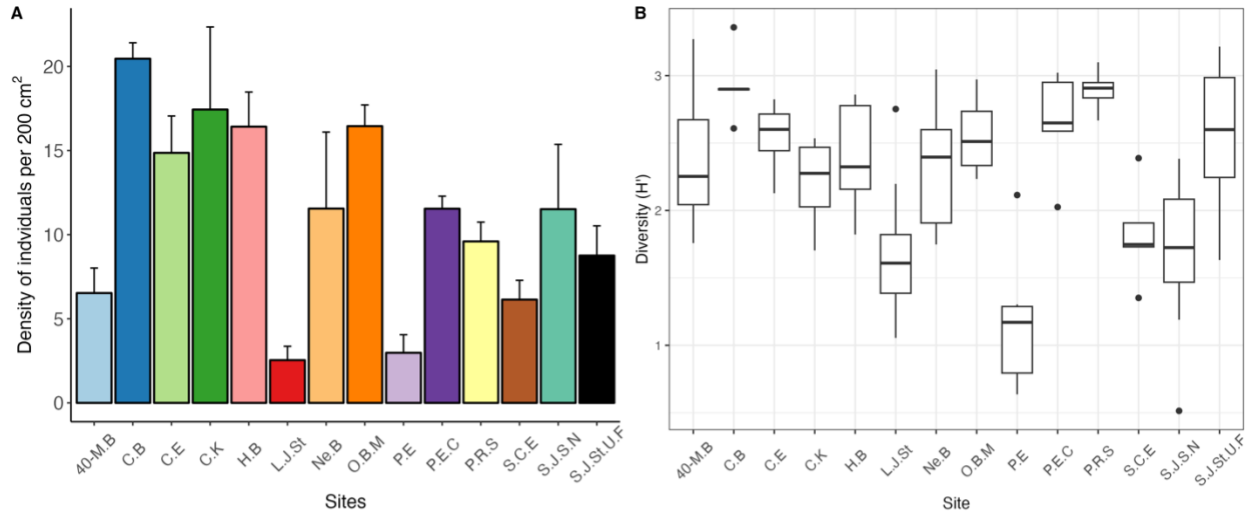 A
Density of indviduals per 200 cm²
20
15
10
5
0
40-M.B
C.B
C.E
C.K
H.B
L.J.St
Ne.B
O.B.M
P.E
P.E.C
P.R.S
S.C.E
S.J.S.N
S.J.St.U.F
Sites
B
Diversity (H')
3
2
1
40-M.B
C.B
C.E
C.K
H.B
L.J.St
Ne.B
O.B.M
P.E
P.E.C
P.R.S
S.C.E
S.J.S.N
S.J.St.U.F
Site